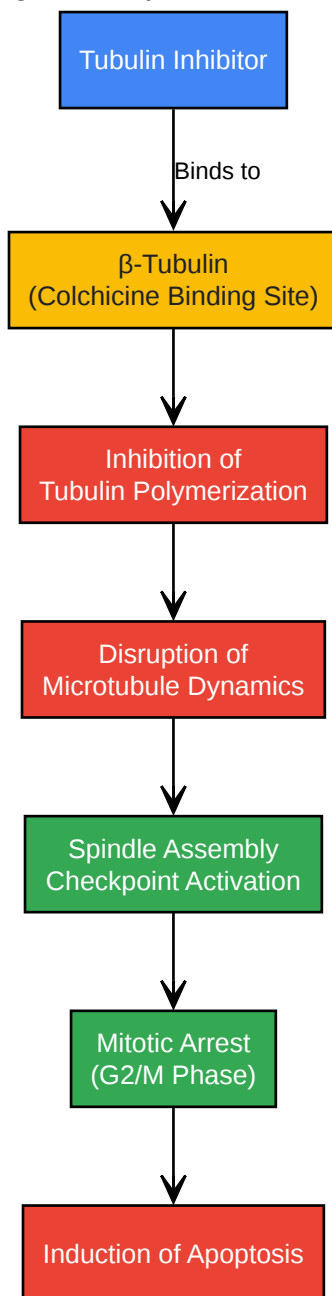 Tubulin Inhibitor
Binds to
β-Tubulin
(Colchicine Binding Site)
Inhibition of
Tubulin Polymerization
Disruption of
Microtubule Dynamics
Spindle Assembly
Checkpoint Activation
Mitotic Arrest
(G2/M Phase)
Induction of Apoptosis